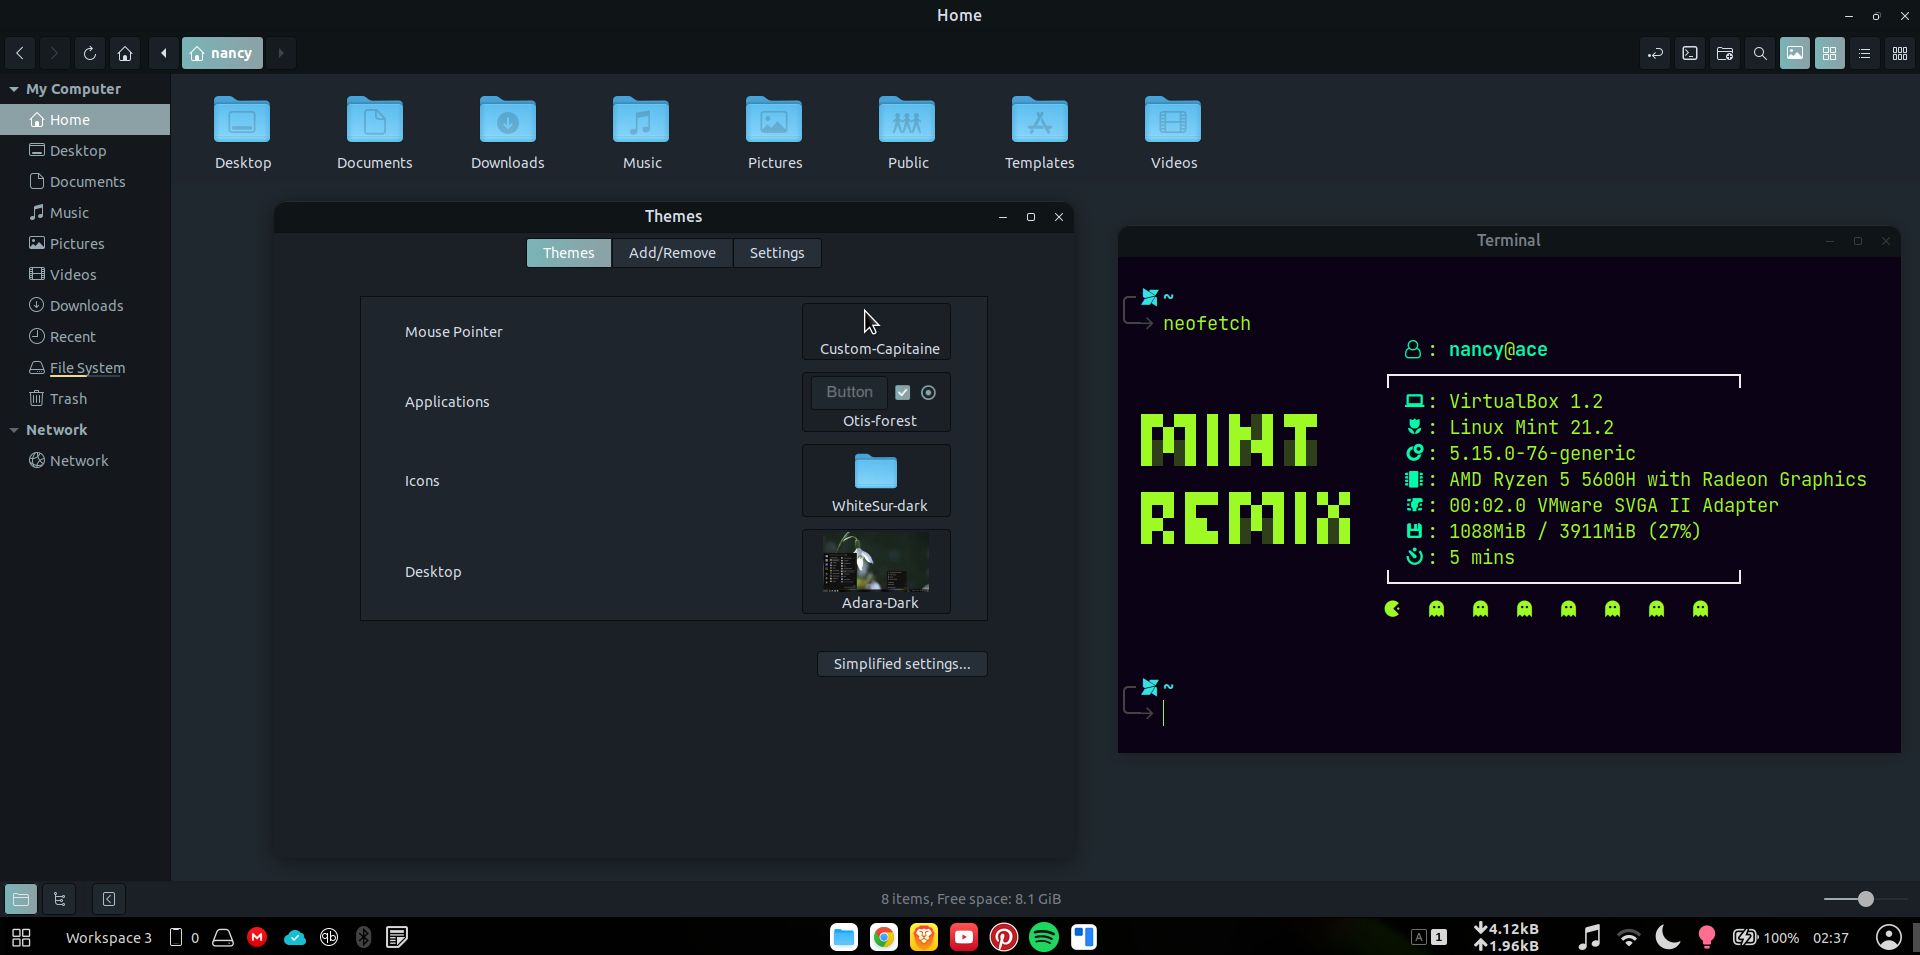 Home
nancy
My Computer
Home
Desktop
Documents
Music
Pictures
Videos
Downloads
Recent
File System
Trash
Network
Network
Desktop
Documents
Downloads
Music
Pictures
Public
Templates
Videos
Themes
Themes
Add/Remove
Settings
Mouse Pointer
Custom-Capitaine
Applications
Button
Otis-forest
Icons
WhiteSur-dark
Desktop
Adara-Dark
Simplified settings...
Terminal
~
neofetch
MINT
REMIX
: nancy@ace
: VirtualBox 1.2
: Linux Mint 21.2
: 5.15.0-76-generic
: AMD Ryzen 5 5600H with Radeon Graphics
: 00:02.0 VMware SVGA II Adapter
: 1088MiB / 3911MiB (27%)
: 5 mins
~
8 items, Free space: 8.1 GiB
Workspace 3
0
M
qb
A
1
4.12kB
1.96kB
100%
02:37